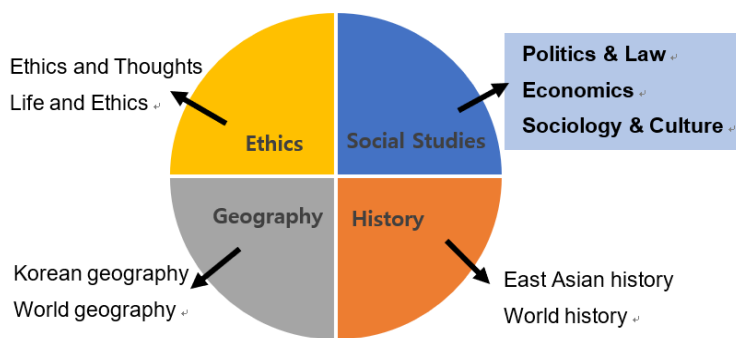 Ethics and Thoughts
Life and Ethics
Politics & Law
Economics
Sociology & Culture
Ethics
Social Studies
Geography
History
Korean geography
World geography
East Asian history
World history